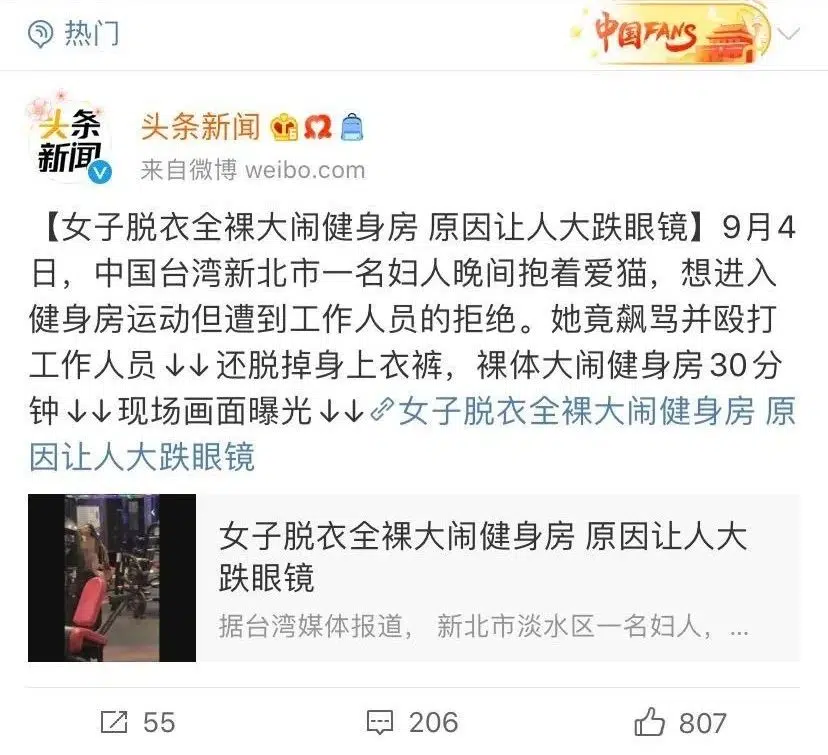 热门
中国FANS
头条
新闻
头条新闻
来自微博 weibo.com
【女子脱衣全裸大闹健身房 原因让人大跌眼镜】9月4
日，中国台湾新北市一名妇人晚间抱着爱猫，想进入
健身房运动但遭到工作人员的拒绝。她竟飙骂并殴打
工作人员↓↓还脱掉身上衣裤，裸体大闹健身房30分
钟↓↓现场画面曝光↓↓女子脱衣全裸大闹健身房 原
因让人大跌眼镜
女子脱衣全裸大闹健身房 原因让人大
跌眼镜
据台湾媒体报道， 新北市淡水区一名妇人，...
55
206
807